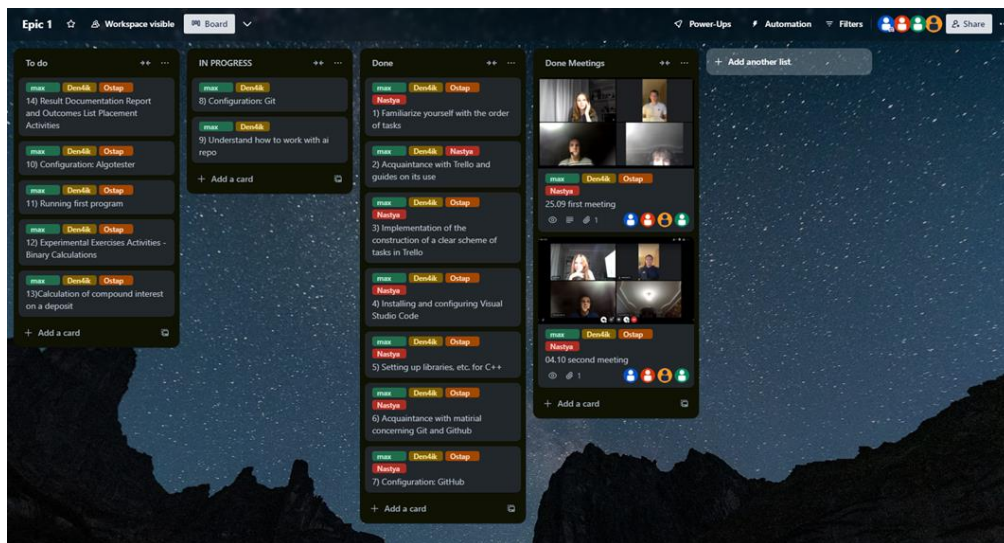 Epic 1
Workspace visible
Board
Power-Ups
Automation
Filters
Share
To do
max Den4ik Ostap
14) Result Documentation Report
and Outcomes List Placement
Activities
max Den4ik Ostap
10) Configuration: Algotester
max Den4ik Ostap
11) Running first program
max Den4ik Ostap
12) Experimental Exercises Activities -
Binary Calculations
max Den4ik Ostap
13)Calculation of compound interest
on a deposit
+ Add a card
IN PROGRESS
max Den4ik
8) Configuration: Git
max Den4ik
9) Understand how to work with ai
repo
+ Add a card
Done
max Den4ik Ostap
Nastya
1) Familiarize yourself with the order
of tasks
max Den4ik Nastya
2) Acquaintance with Trello and
guides on its use
max Den4ik Ostap
Nastya
3) Implementation of the
construction of a clear scheme of
tasks in Trello
max Den4ik Ostap
Nastya
4) Installing and configuring Visual
Studio Code
max Den4ik Ostap
Nastya
5) Setting up libraries, etc. for C++
max Den4ik Ostap
Nastya
6) Acquaintance with matirial
concerning Git and Github
max Den4ik Ostap
Nastya
7) Configuration: GitHub
+ Add a card
Done Meetings
max Den4ik Ostap
Nastya
25.09 first meeting
1
max Den4ik Ostap
Nastya
04.10 second meeting
1
+ Add a card
+ Add another list